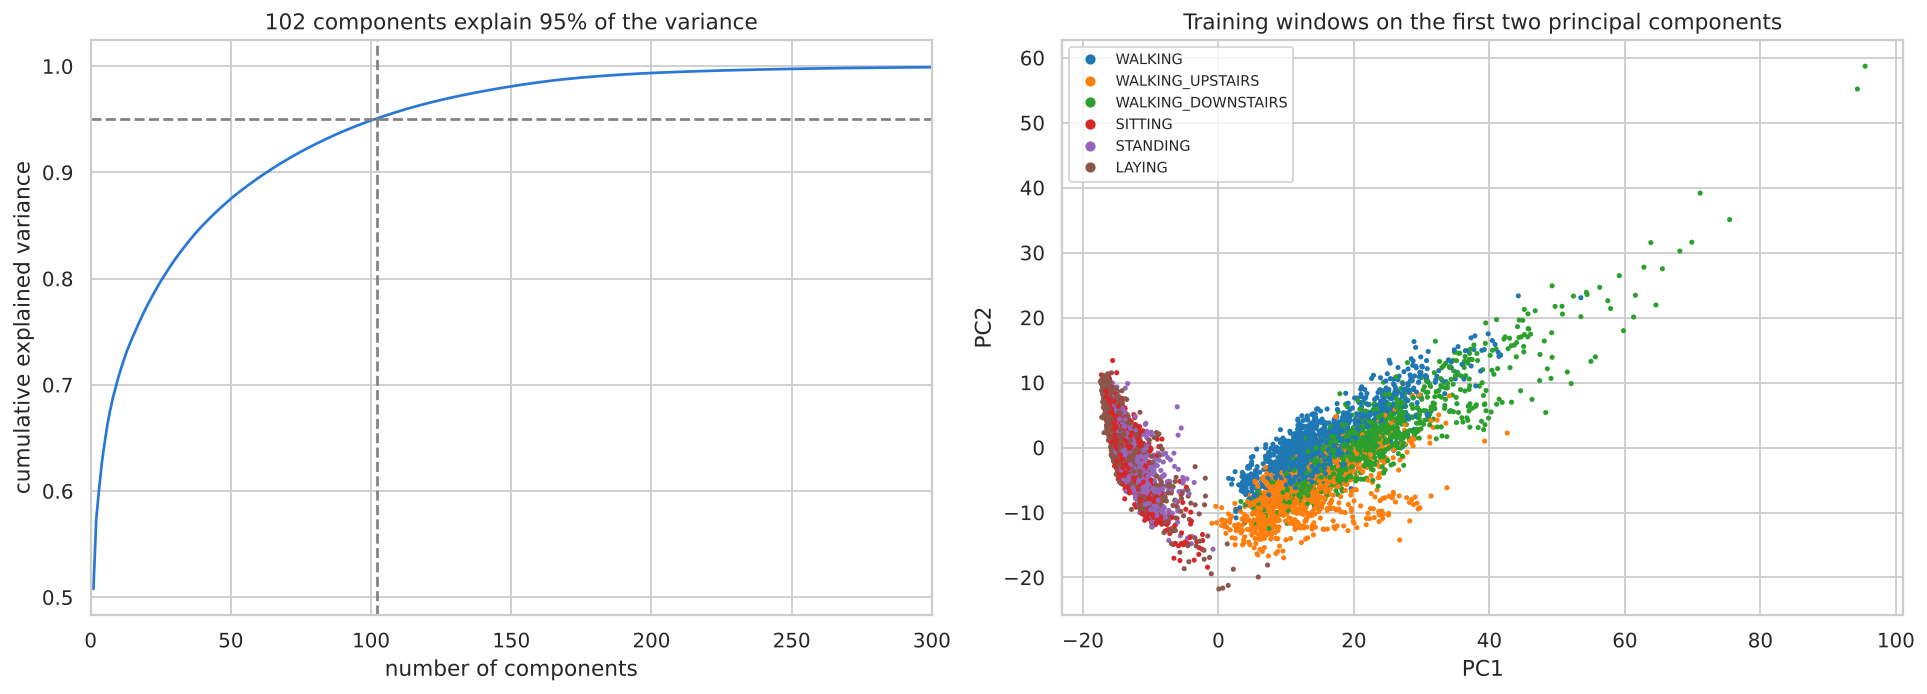 102 components explain 95% of the variance
cumulative explained variance
1.0
0.9
0.8
0.7
0.6
0.5
0 50 100 150 200 250 300
number of components
Training windows on the first two principal components
WALKING
WALKING_UPSTAIRS
WALKING_DOWNSTAIRS
SITTING
STANDING
LAYING
PC2
60
50
40
30
20
10
0
−10
−20
−20 0 20 40 60 80 100
PC1